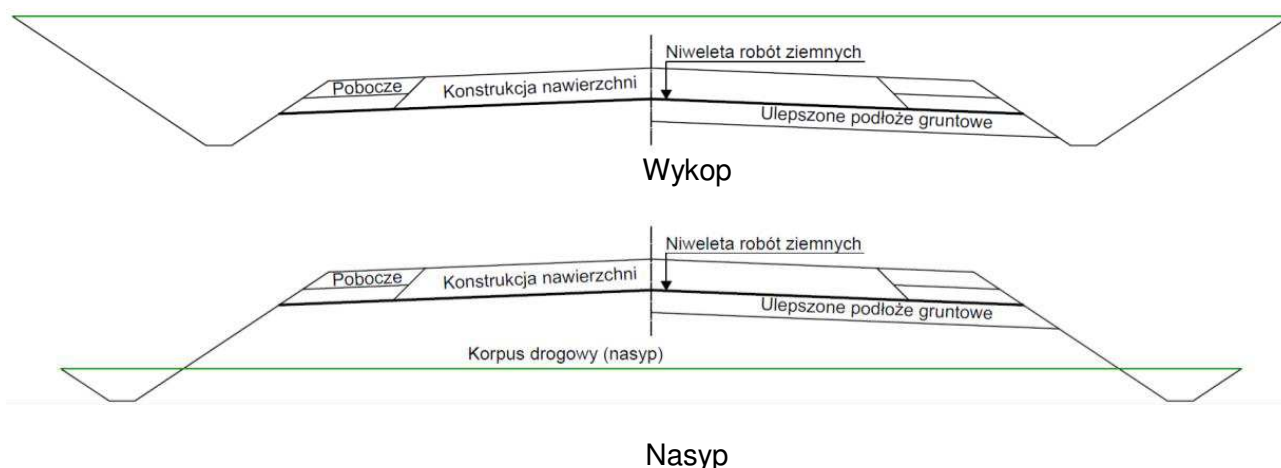 Niweleta robót ziemnych
Pobocze
Konstrukcja nawierzchni
Ulepszone podłoże gruntowe
Wykop
Niweleta robót ziemnych
Pobocze
Konstrukcja nawierzchni
Ulepszone podłoże gruntowe
Korpus drogowy (nasyp)
Nasyp